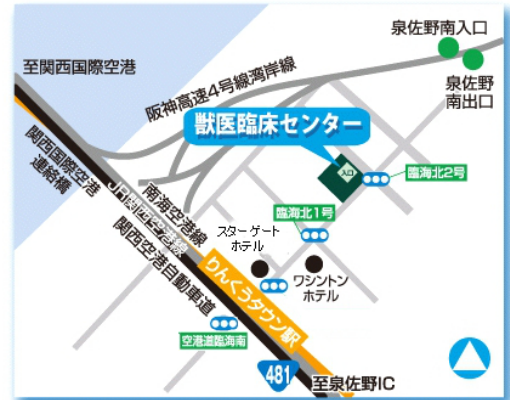 泉佐野南入口
至関西国際空港
泉佐野
南出口
阪神高速4号線湾岸線
獣医臨床センター
入口
臨海北2号
関西国際空港
連絡橋
JR関西空港線
南海空港線
臨海北1号
スターゲート
ホテル
関西空港自動車道
りんくうタウン駅
ワシントン
ホテル
空港道臨海南
481
至泉佐野IC